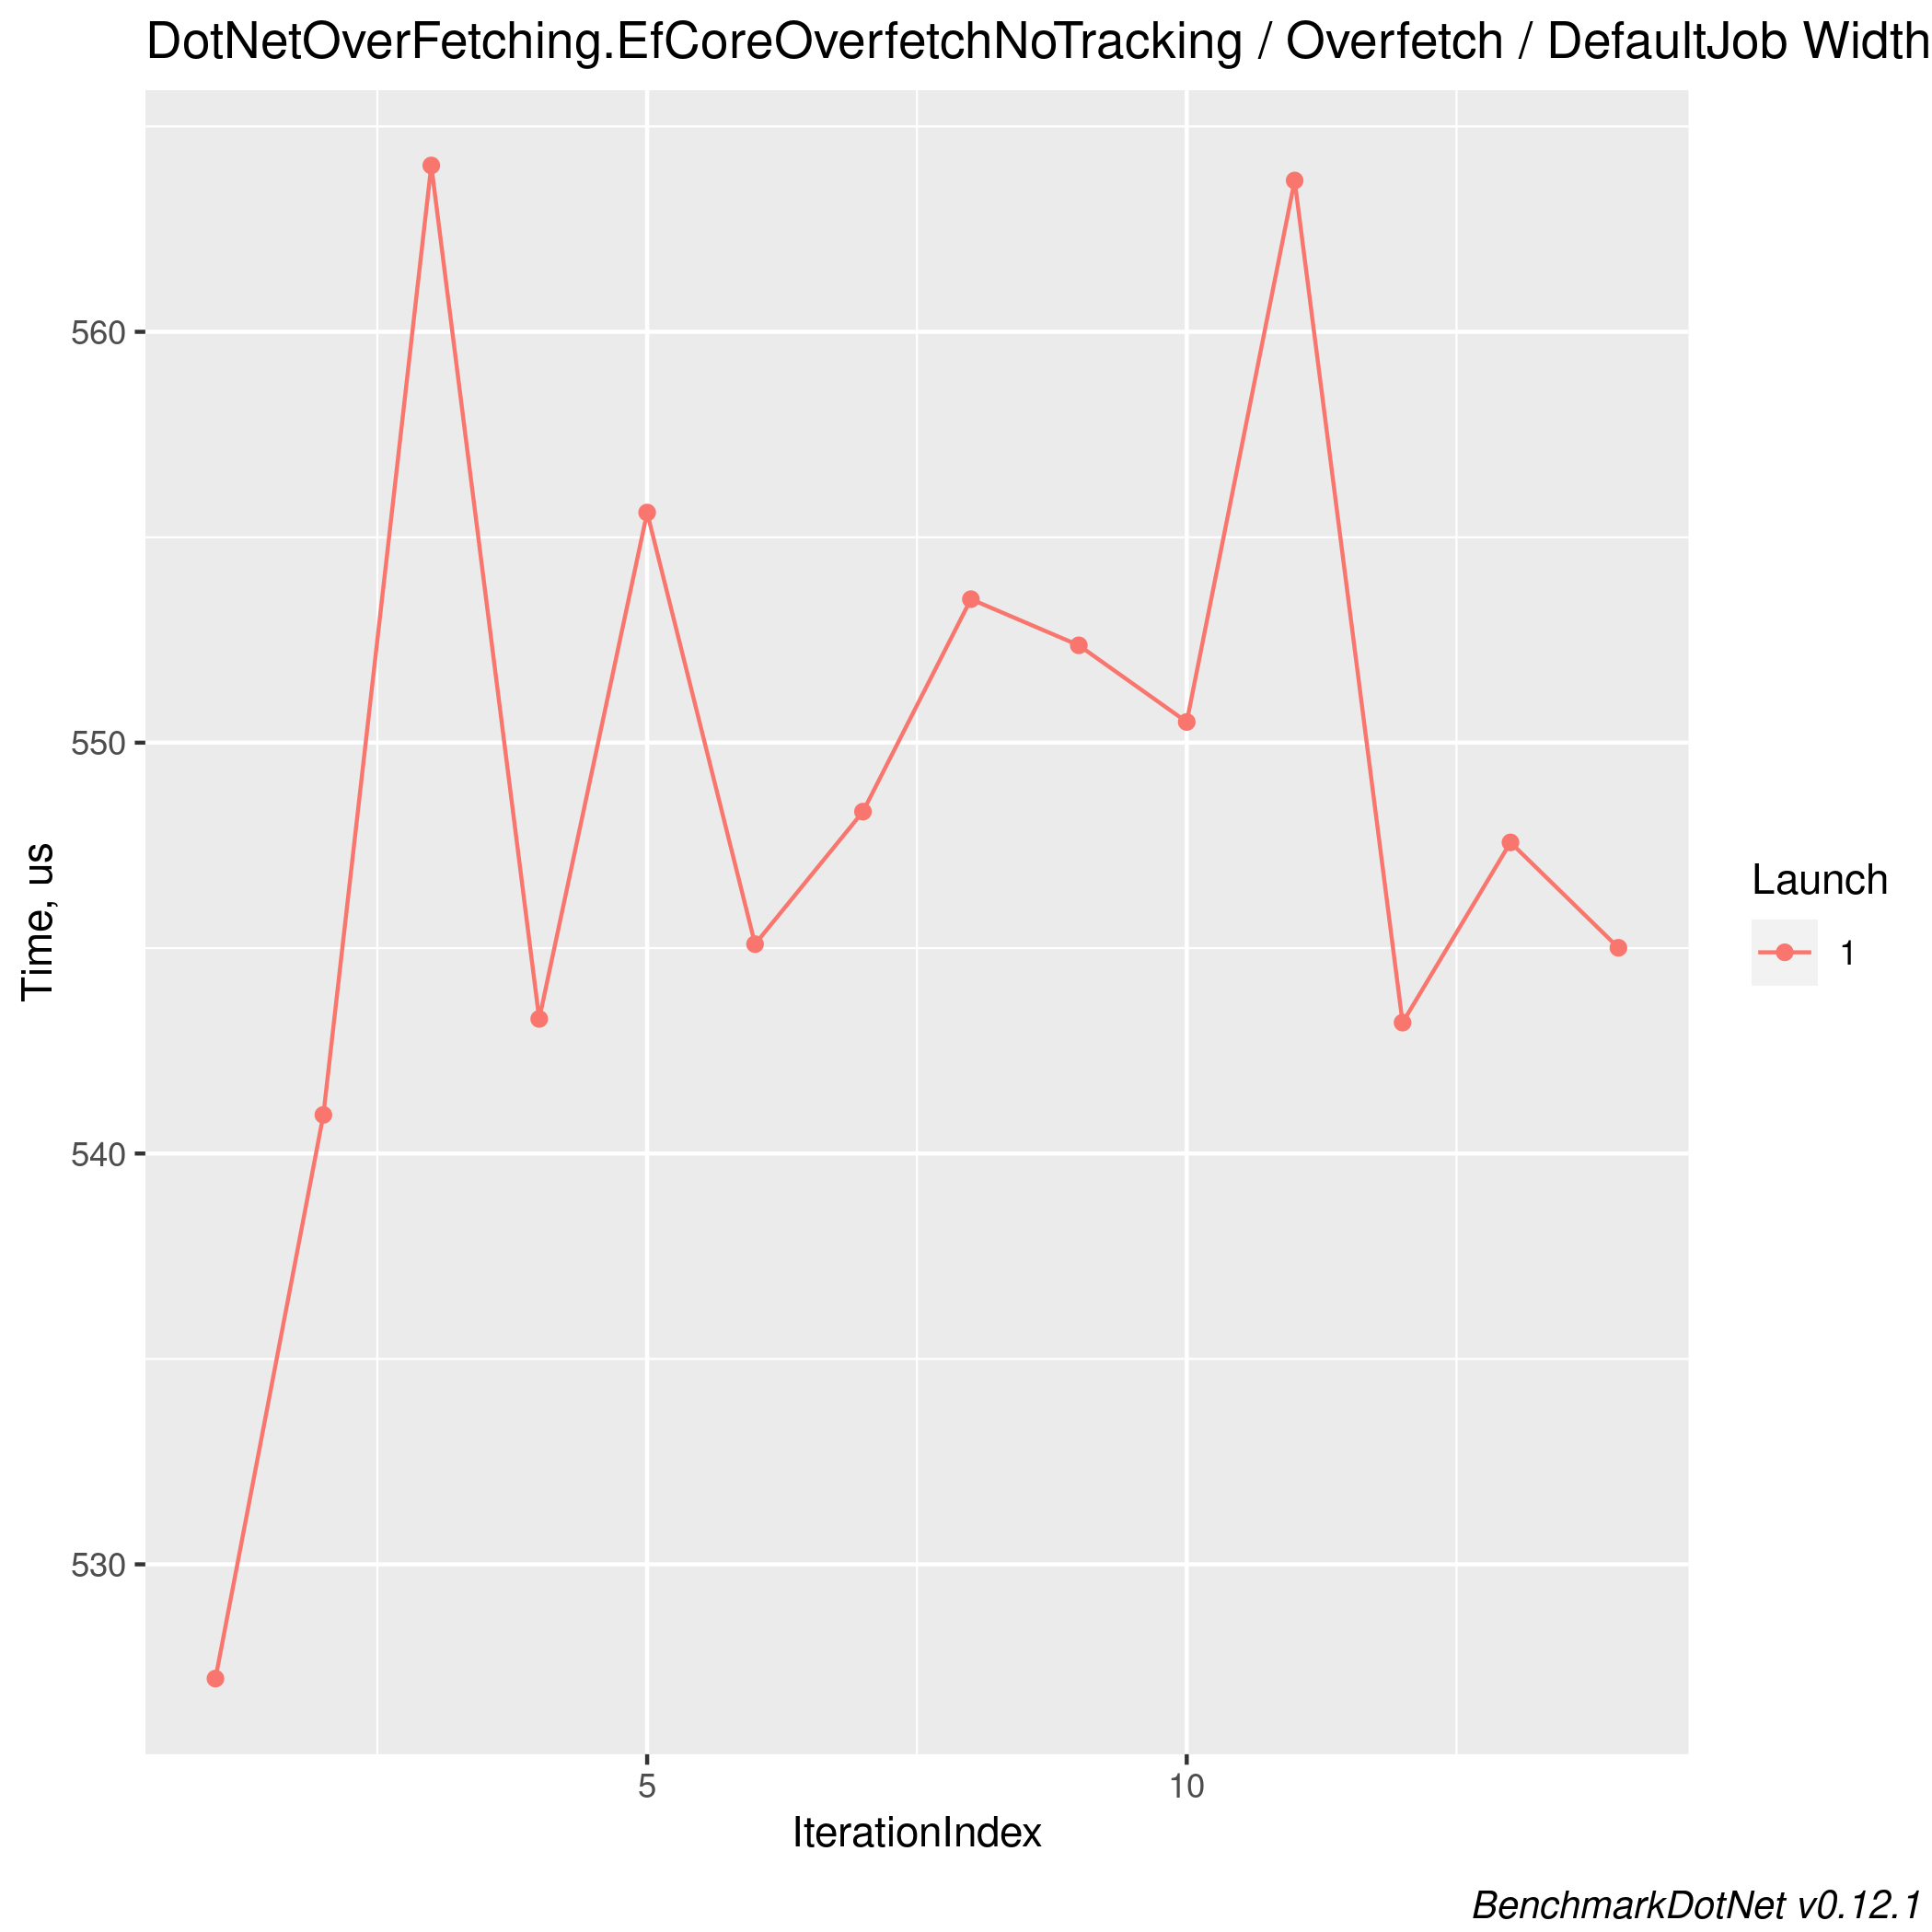 DotNetOverFetching.EfCoreOverfetchNoTracking / Overfetch / DefaultJob Width
560
550
540
530
Time, us
5
10
IterationIndex
Launch
1
BenchmarkDotNet v0.12.1